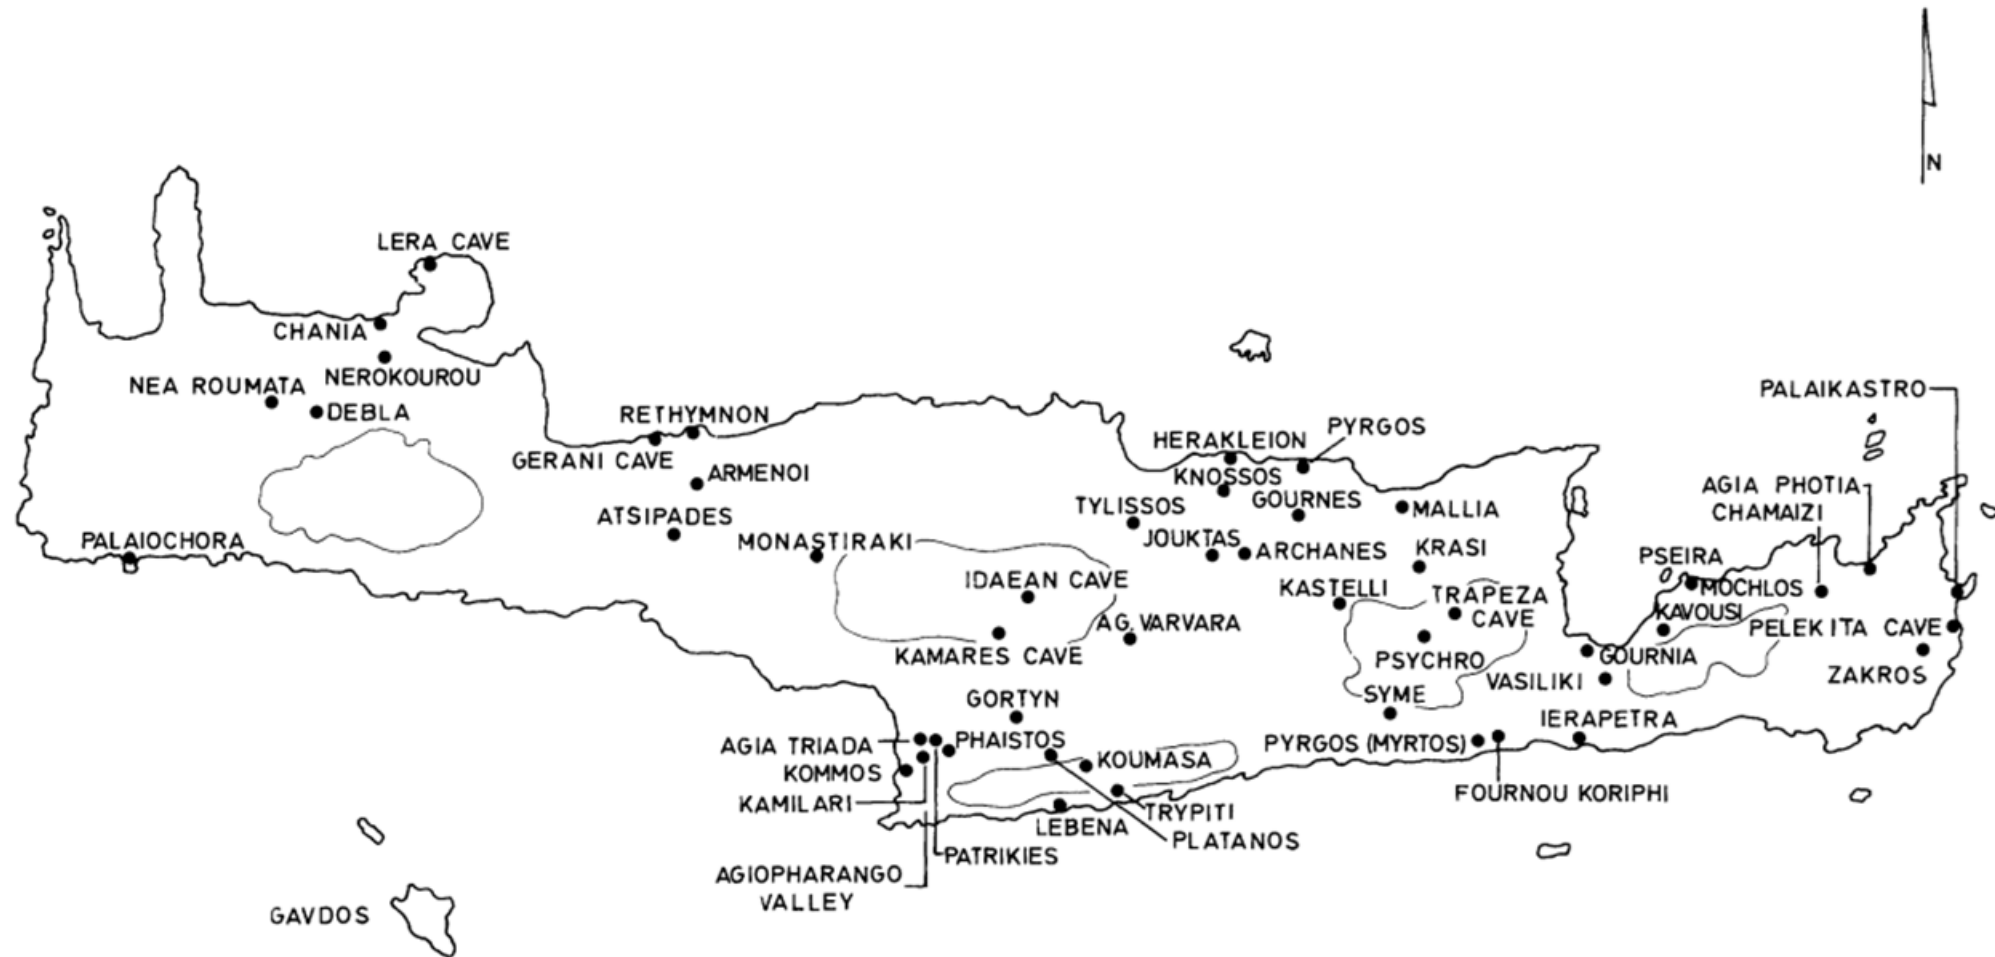 N
LERA CAVE
CHANIA
NEROKOUROU
NEA ROUMATA
DEBLA
PALAIOCHORA
RETHYMNON
GERANI CAVE
ARMENOI
ATSIPADES
MONASTIRAKI
IDAEAN CAVE
KAMARES CAVE
AG. VARVARA
HERAKLEION
PYRGOS
KNOSSOS
GOURNES
TYLISSOS
JOUKTAS
ARCHANES
MALLIA
KRASI
KASTELLI
TRAPEZA
CAVE
PSYCHRO
SYME
PALAIKASTRO
AGIA PHOTIA
CHAMAIZI
PSEIRA
MOCHLOS
KAVOUSI
PELEKITA CAVE
GOURNIA
ZAKROS
VASILIKI
IERAPETRA
PYRGOS (MYRTOS)
FOURNOU KORIPHI
GORTYN
AGIA TRIADA
PHAISTOS
KOMMOS
KOUMASA
KAMILARI
TRYPITI
LEBENA
PLATANOS
PATRIKIES
AGIOPHARANGO
VALLEY
GAVDOS